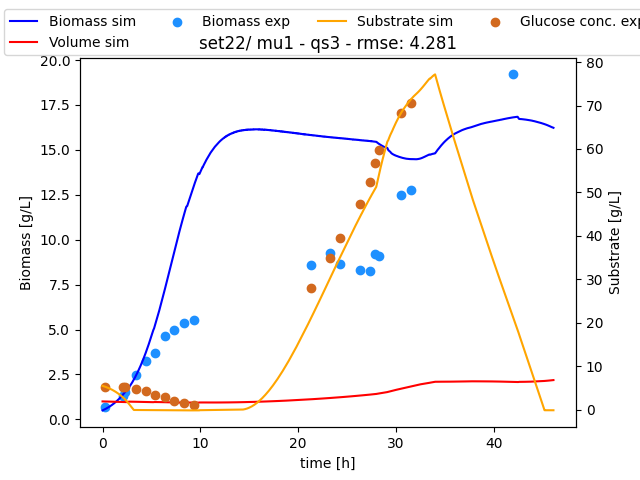 Biomass sim Biomass exp Substrate sim Glucose conc. exp
Volume sim
set22/ mu1 - qs3 - rmse: 4.281
20.0
17.5
15.0
12.5
10.0
7.5
5.0
2.5
0.0
Biomass [g/L]
80
70
60
50
40
30
20
10
0
Substrate [g/L]
0 10 20 30 40
time [h]